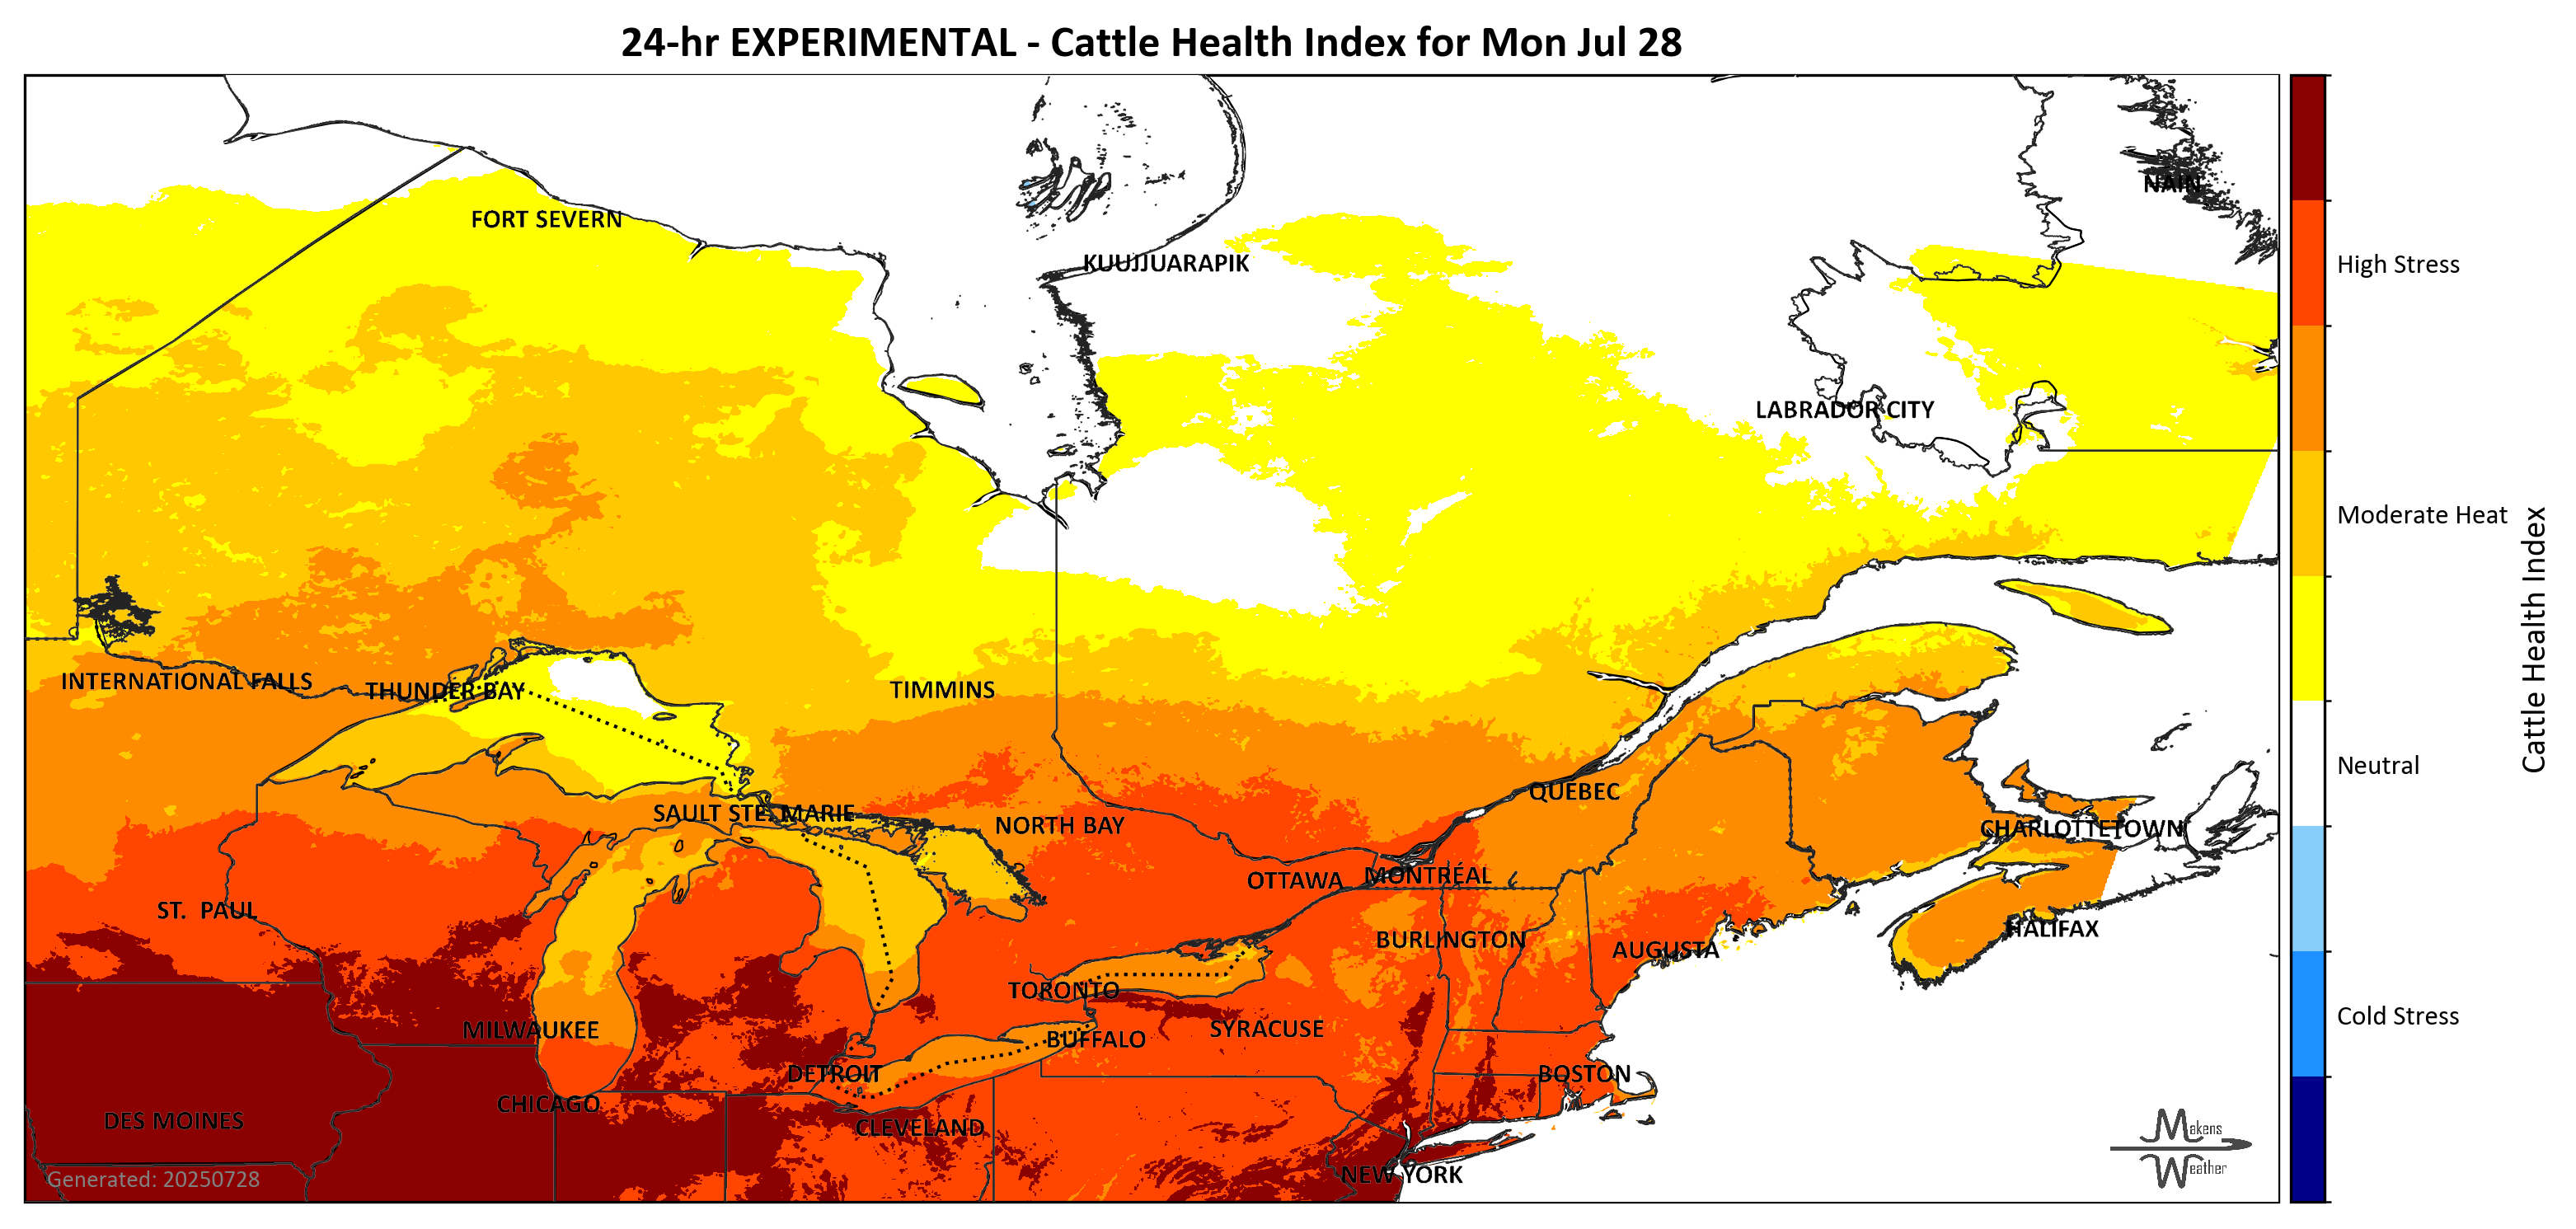 24-hr EXPERIMENTAL - Cattle Health Index for Mon Jul 28
NAIN
FORT SEVERN
KUUJJUARAPIK
High Stress
LABRADOR CITY
Moderate Heat
Cattle Health Index
INTERNATIONAL FALLS
THUNDER BAY
TIMMINS
Neutral
QUEBEC
SAULT STE. MARIE
NORTH BAY
CHARLOTTETOWN
OTTAWA
MONTRÉAL
ST. PAUL
BURLINGTON
AUGUSTA
HALIFAX
TORONTO
Cold Stress
MILWAUKEE
SYRACUSE
BUFFALO
DETROIT
BOSTON
CHICAGO
DES MOINES
CLEVELAND
Makens
Weather
NEW YORK
Generated: 20250728